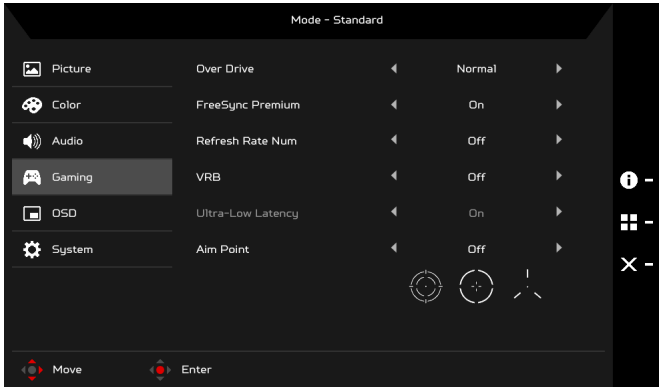 Mode - Standard
Picture
Over Drive Normal
Color
FreeSync Premium On
Audio
Refresh Rate Num Off
Gaming
VRB Off
OSD
Ultra-Low Latency On
System
Aim Point Off
Move Enter